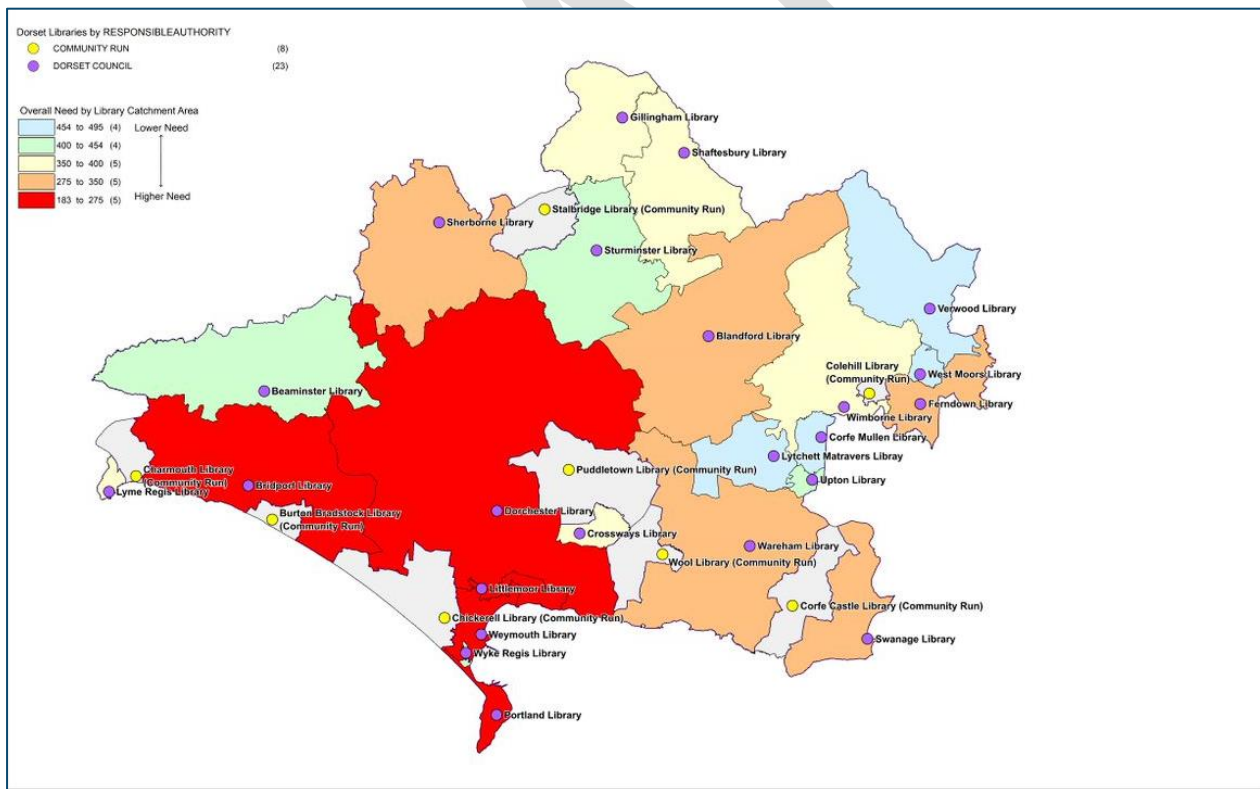 Dorset Libraries by RESPONSIBLEAUTHORITY
COMMUNITY RUN (8)
DORSET COUNCIL (23)
Overall Need by Library Catchment Area
454 to 495 (4) Lower Need
400 to 454 (4)
350 to 400 (5)
275 to 350 (5)
183 to 275 (5) Higher Need
Gillingham Library
Shaftesbury Library
Stalbridge Library (Community Run)
Sherborne Library
Sturminster Library
Verwood Library
Blandford Library
Colehill Library
(Community Run)
West Moors Library
Beaminster Library
Ferndown Library
Wimborne Library
Corfe Mullen Library
Lytchett Matravers Libray
Puddletown Library (Community Run)
Charmouth Library
(Community Run)
Upton Library
Bridport Library
Lyme Regis Library
Dorchester Library
Burton Bradstock Library
(Community Run)
Crossways Library
Wareham Library
Wool Library (Community Run)
Littlemoor Library
Corfe Castle Library (Community Run)
Chickerell Library (Community Run)
Weymouth Library
Swanage Library
Wyke Regis Library
Portland Library